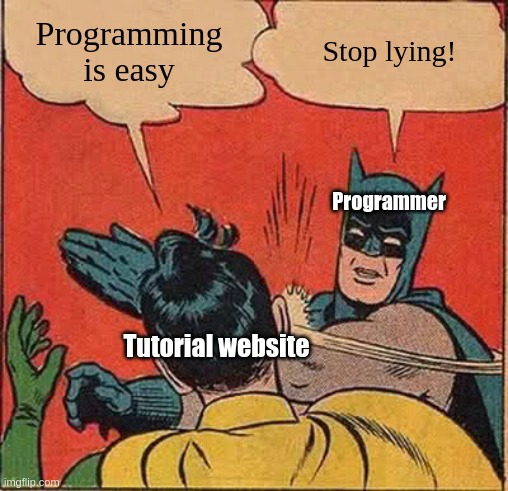 Programming
is easy
Stop lying!
Programmer
Tutorial website
imgflip.com